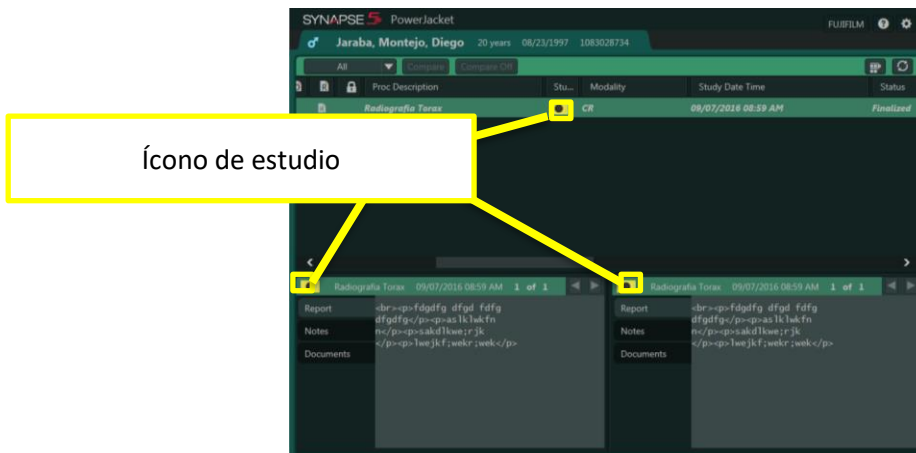 SYNAPSE 5 PowerJacket
FUJIFILM
Jaraba, Montejo, Diego 20 years 08/23/1997 1083028734
All Compare Compare Off
Proc Description Stu... Modality Study Date Time Status
Radiografia Torax CR 09/07/2016 08:59 AM Finalized
Ícono de estudio
Radiografia Torax 09/07/2016 08:59 AM 1 of 1
Report
Notes
Documents
<br><p>fdgdfg dfgd fdfg
dfgdfg</p><p>aslklwkfn
n</p><p>sakdlkwe;rjk
</p><p>lwejkf;wekr;wek</p>
Radiografia Torax 09/07/2016 08:59 AM 1 of 1
Report
Notes
Documents
<br><p>fdgdfg dfgd fdfg
dfgdfg</p><p>aslklwkfn
n</p><p>sakdlkwe;rjk
</p><p>lwejkf;wekr;wek</p>